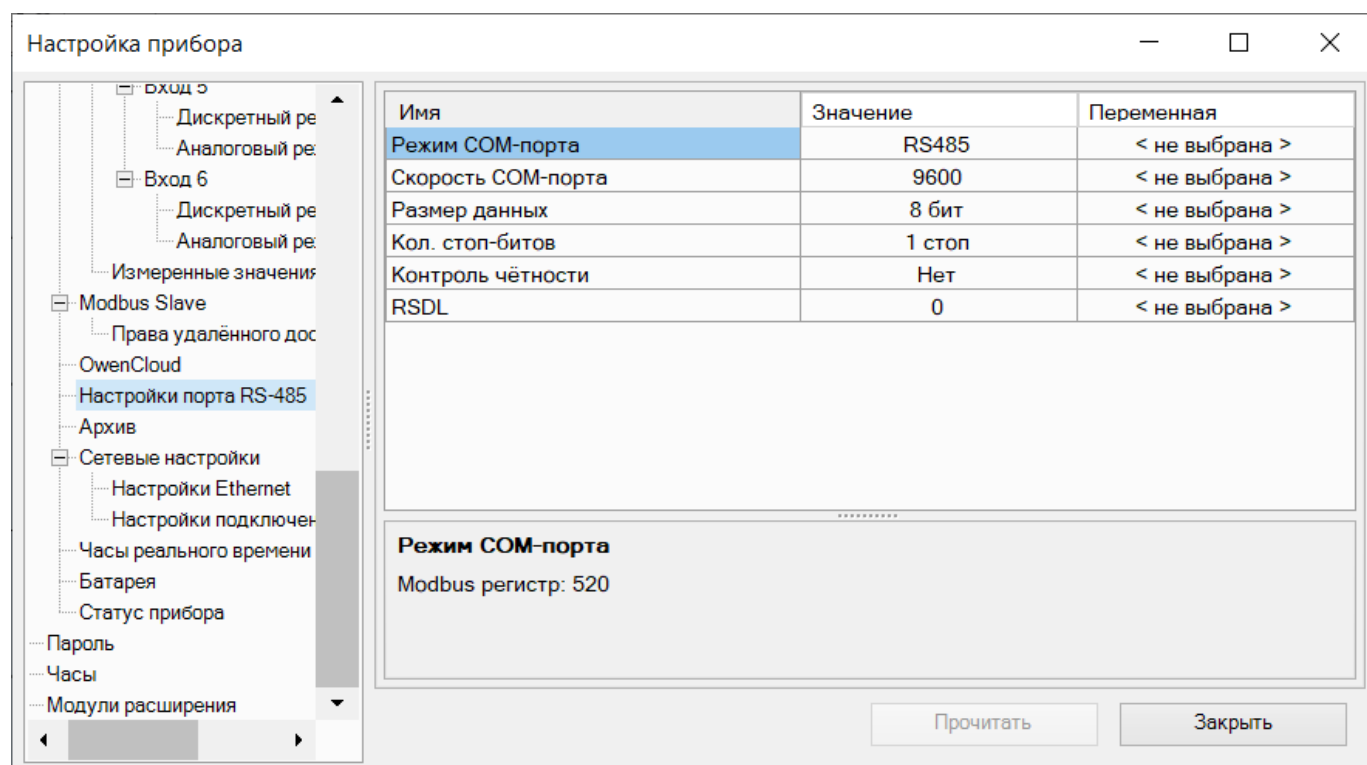 Настройка прибора
Вход 5
Дискретный ре
Аналоговый ре
Вход 6
Дискретный ре
Аналоговый ре
Измеренные значения
Modbus Slave
Права удалённого дос
OwenCloud
Настройки порта RS-485
Архив
Сетевые настройки
Настройки Ethernet
Настройки подключен
Часы реального времени
Батарея
Статус прибора
Пароль
Часы
Модули расширения
Имя Значение Переменная
Режим COM-порта RS485 < не выбрана >
Скорость COM-порта 9600 < не выбрана >
Размер данных 8 бит < не выбрана >
Кол. стоп-битов 1 стоп < не выбрана >
Контроль чётности Нет < не выбрана >
RSDL 0 < не выбрана >
Режим COM-порта
Modbus регистр: 520
Прочитать Закрыть